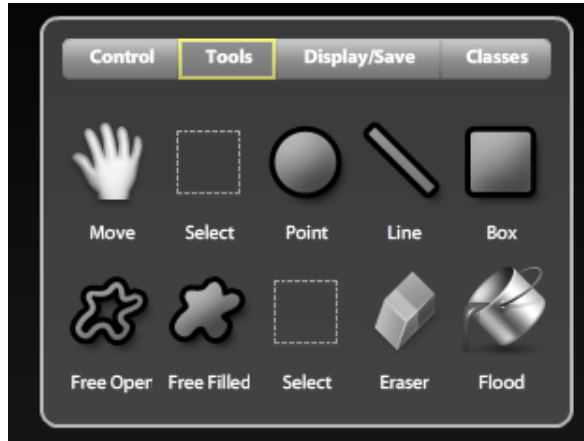 Control Tools Display/Save Classes
Move Select Point Line Box
Free Oper Free Filled Select Eraser Flood